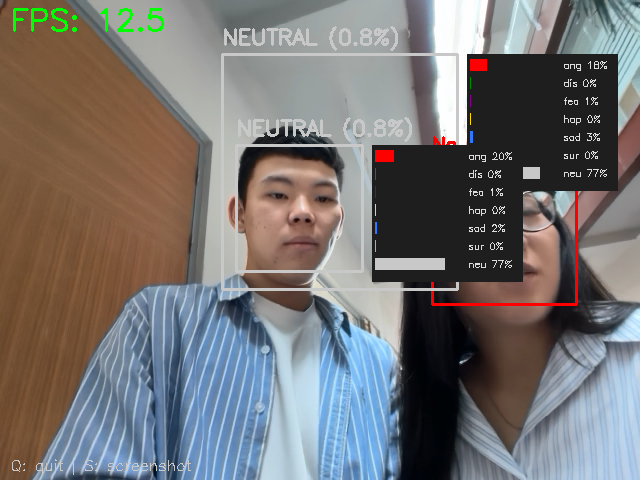 FPS: 12.5
NEUTRAL (0.8%)
NEUTRAL (0.8%)
ang 18%
dis 0%
fea 1%
hap 0%
sad 3%
sur 0%
neu 77%
No
ang 20%
dis 0%
fea 1%
hap 0%
sad 2%
sur 0%
neu 77%
Q: quit | S: screenshot